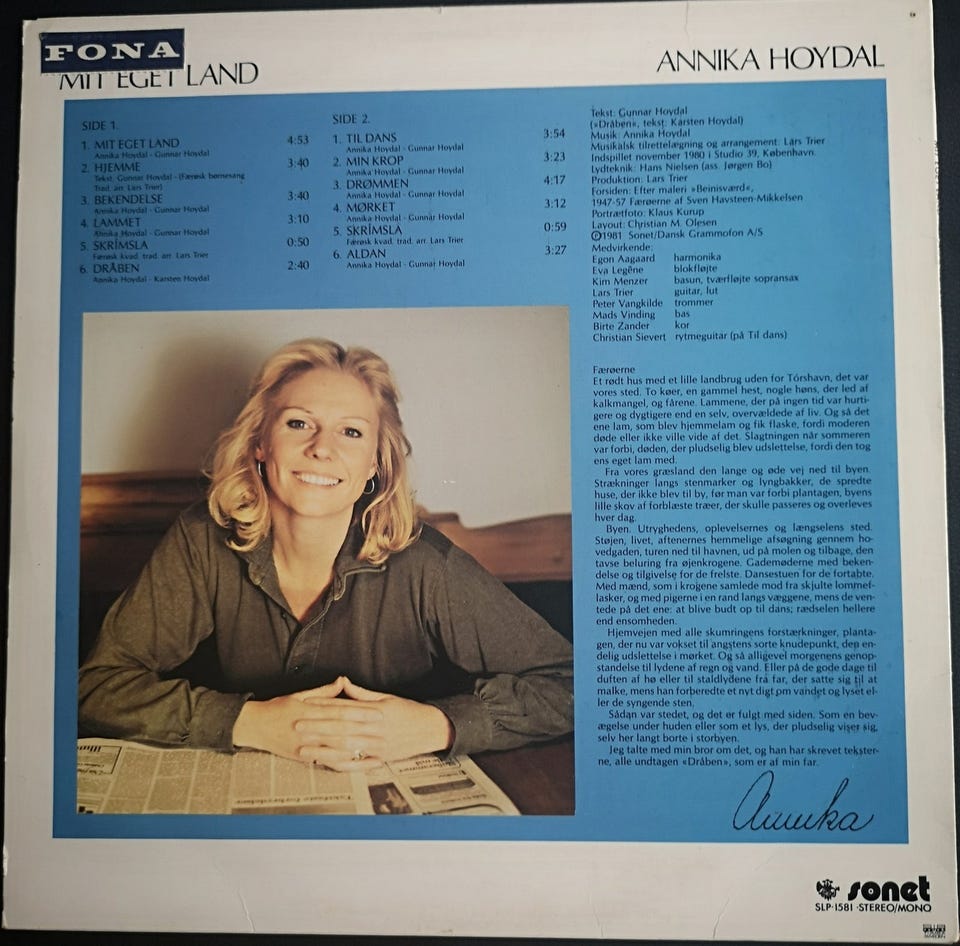 FONA
MIT EGET LAND
ANNIKA HOYDAL
SIDE 1.
1. MIT EGET LAND 4:53
Annika Hoydal - Gunnar Hoydal
2. HJEMME 3:40
Tekst: Gunnar Hoydal - (Færøsk børnesang
Trad. arr. Lars Trier)
3. BEKENDELSE 3:40
Annika Hoydal - Gunnar Hoydal
4. LAMMET 3:10
Annika Hoydal - Gunnar Hoydal
5. SKRÍMSLA 0:50
Færøsk kvad. trad. arr. Lars Trier
6. DRÅBEN 2:40
Annika Hoydal - Karsten Hoydal
SIDE 2.
1. TIL DANS 3:54
Annika Hoydal - Gunnar Hoydal
2. MIN KROP 3:23
Annika Hoydal - Gunnar Hoydal
3. DRØMMEN 4:17
Annika Hoydal - Gunnar Hoydal
4. MØRKET 3:12
Annika Hoydal - Gunnar Hoydal
5. SKRÍMSLA 0:59
Færøsk kvad. trad. arr. Lars Trier
6. ALDAN 3:27
Annika Hoydal - Gunnar Hoydal
Tekst: Gunnar Hoydal
(»Dråben«, tekst: Karsten Hoydal)
Musik: Annika Hoydal
Musikalsk tilrettelægning og arrangement: Lars Trier
Indspillet november 1980 i Studio 39, København.
Lydteknik: Hans Nielsen (ass. Jørgen Bo)
Produktion: Lars Trier
Forsiden: Efter maleri »Beinisvørd«,
1947-57 Færøerne af Sven Havsteen-Mikkelsen
Portrætfoto: Klaus Kurup
Layout: Christian M. Olesen
Ⓟ1981 Sonet/Dansk Grammofon A/S
Medvirkende:
Egon Aagaard harmonika
Eva Legêne blokfløjte
Kim Menzer basun, tværfløjte sopransax
Lars Trier guitar, lut
Peter Vangkilde trommer
Mads Vinding bas
Birte Zander kor
Christian Sievert rytmeguitar (på Til dans)
Færøerne
Et rødt hus med et lille landbrug uden for Tórshavn, det var
vores sted. To køer, en gammel hest, nogle høns, der led af
kalkmangel, og fårene. Lammene, der på ingen tid var hurti-
gere og dygtigere end en selv, overvældede af liv. Og så det
ene lam, som blev hjemmelam og fik flaske, fordi moderen
døde eller ikke ville vide af det. Slagtningen når sommeren
var forbi, døden, der pludselig blev udslettelse, fordi den tog
ens eget lam med.
Fra vores græsland den lange og øde vej ned til byen.
Strækninger langs stenmarker og lyngbakker, de spredte
huse, der ikke blev til by, før man var forbi plantagen, byens
lille skov af forblæste træer, der skulle passeres og overleves
hver dag.
Byen. Utryghedens, oplevelsernes og længselens sted.
Støjen, livet, aftenernes hemmelige afsøgning gennem ho-
vedgaden, turen ned til havnen, ud på molen og tilbage, den
tavse beluring fra øjenkrogene. Gademøderne med beken-
delse og tilgivelse for de frelste. Dansestuen for de fortabte.
Med mænd, som i krogene samlede mod fra skjulte lommef-
lasker, og med pigerne i en rand langs væggene, mens de ven-
tede på det ene: at blive budt op til dans; rædselen hellere
end ensomheden.
Hjemvejen med alle skumringens forstærkninger, planta-
gen, der nu var vokset til angstens sorte knudepunkt, den en-
delig udslettelse i mørket. Og så alligevel morgenens genop-
standelse til lydene af regn og vand. Eller på de gode dage til
duften af hø eller til staldlydene fra far, der satte sig til at
malke, mens han forberedte et nyt digt om vandet og lyset el-
ler de syngende sten.
Sådan var stedet, og det er fulgt med siden. Som en bev-
ægelse under huden eller som et lys, der pludselig viser sig,
selv her langt borte i storbyen.
Jeg talte med min bror om det, og han har skrevet tekster-
ne, alle undtagen «Dråben», som er af min far.
Annika
sonet
SLP-1581 · STEREO/MONO